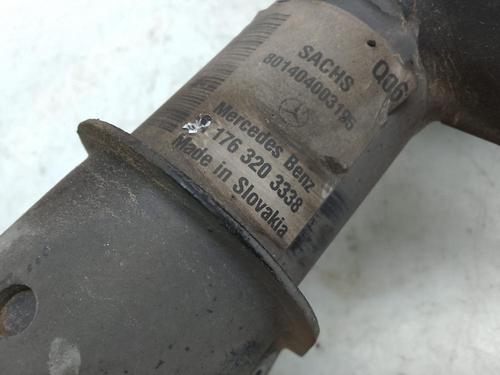 SACHS
801404003195
Q06
Mercedes Benz
176 320 3338
Made in Slovakia